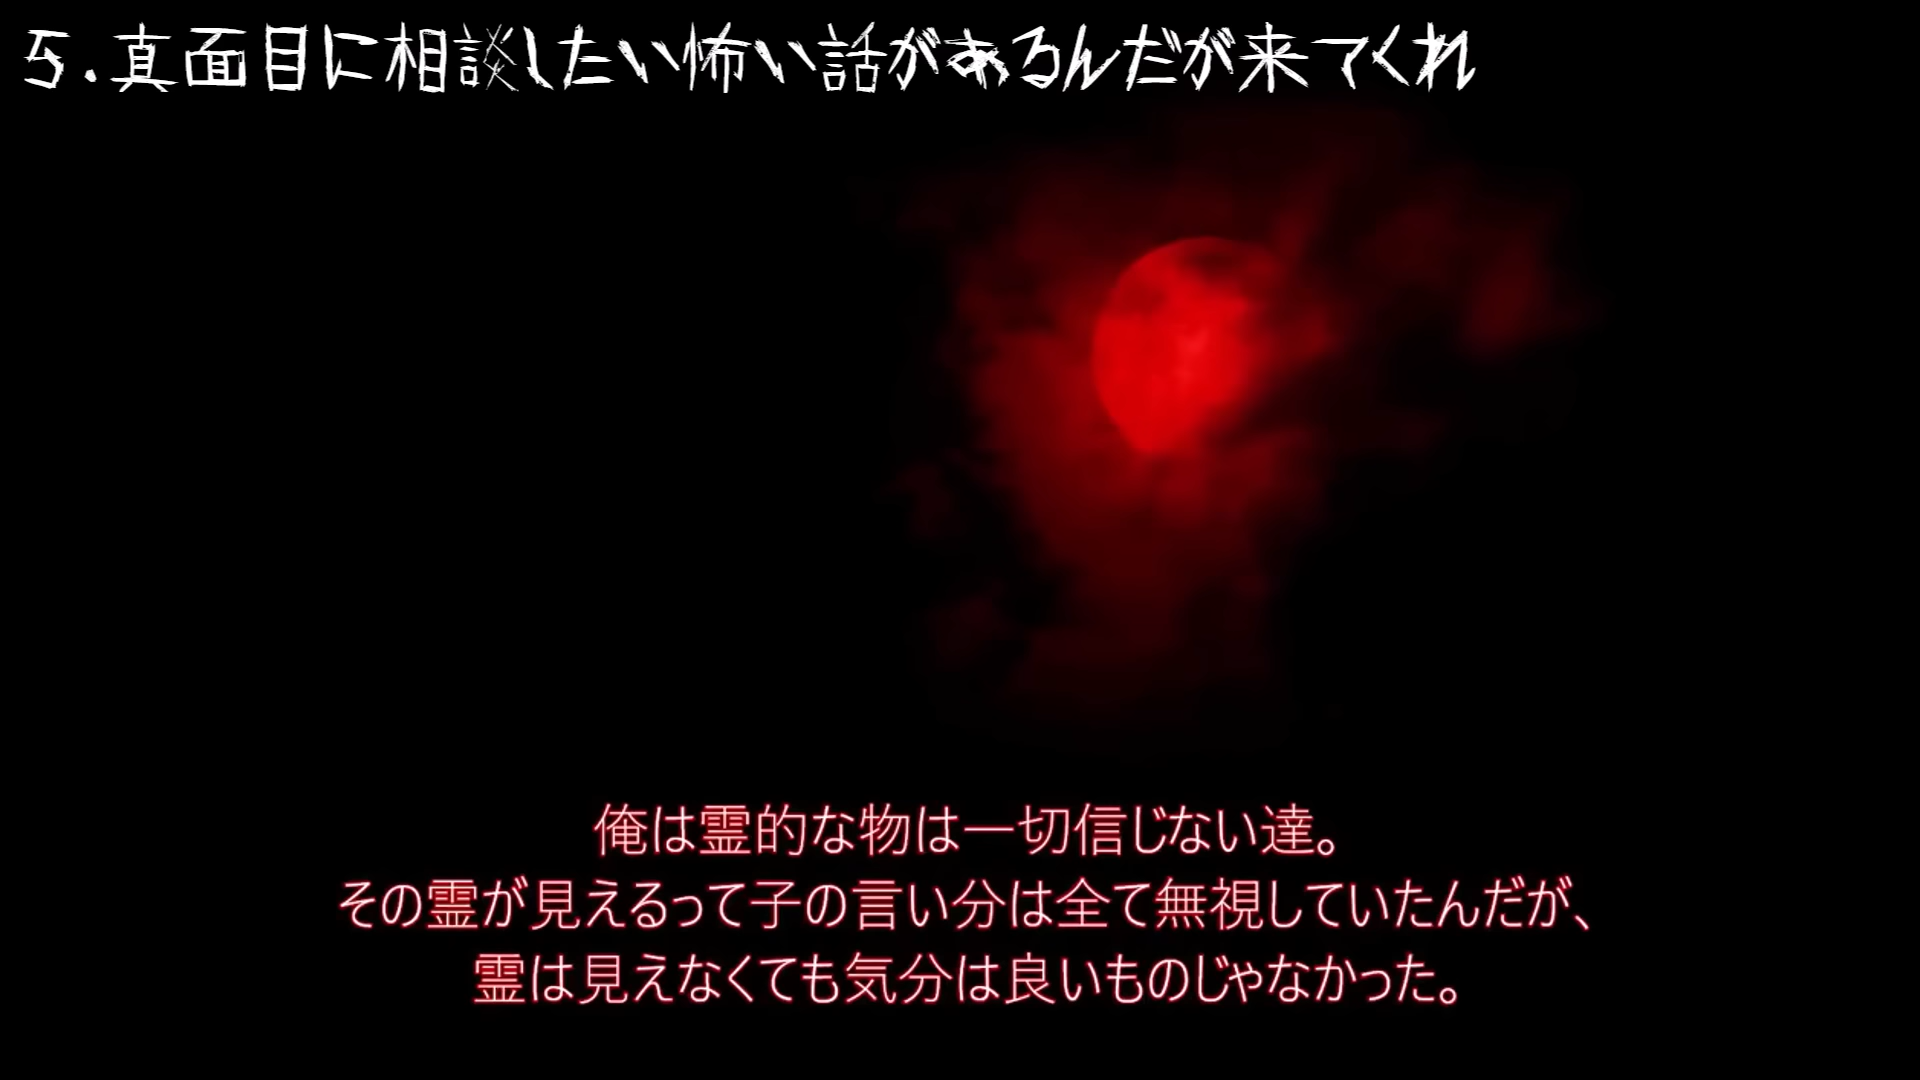 5.真面目に相談したい怖い話があるんだが来てくれ
俺は霊的な物は一切信じない達。
その霊が見えるって子の言い分は全て無視していたんだが、
霊は見えなくても気分は良いものじゃなかった。